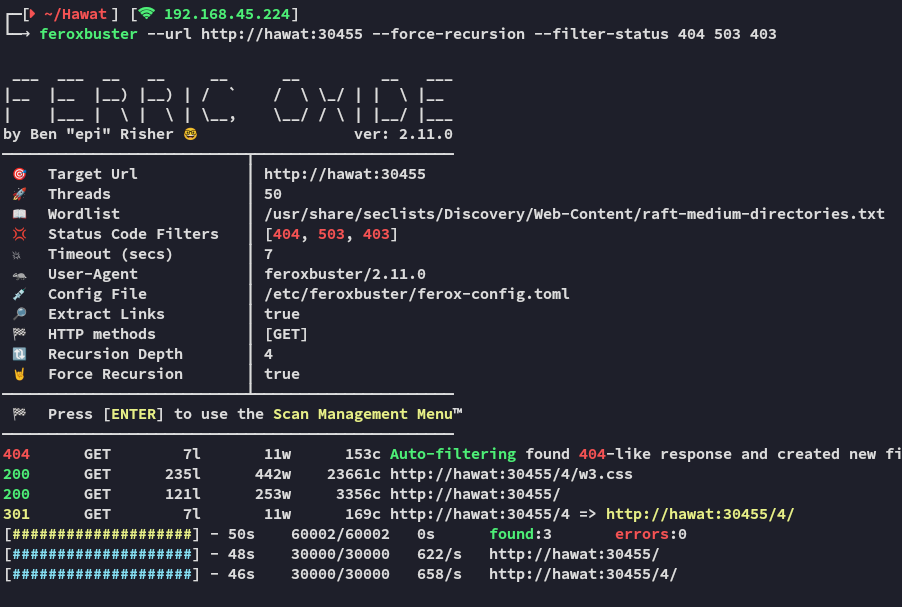 ┌─[ ~/Hawat ] [ 192.168.45.224]
└─→ feroxbuster --url http://hawat:30455 --force-recursion --filter-status 404 503 403
 ___  ___  __   __     __      __         __   ___
|__  |__  |__) |__) | /  `    /  \ \_/ | |  \ |__
|    |___ |  \ |  \ | \__,    \__/ / \ | |__/ |___
by Ben "epi" Risher 🤓                 ver: 2.11.0
🎯 Target Url │ http://hawat:30455
🚀 Threads │ 50
📖 Wordlist │ /usr/share/seclists/Discovery/Web-Content/raft-medium-directories.txt
💢 Status Code Filters │ [404, 503, 403]
💥 Timeout (secs) │ 7
🦡 User-Agent │ feroxbuster/2.11.0
💉 Config File │ /etc/feroxbuster/ferox-config.toml
🔎 Extract Links │ true
🏁 HTTP methods │ [GET]
🔃 Recursion Depth │ 4
🤘 Force Recursion │ true
🏁 Press [ENTER] to use the Scan Management Menu™
404 GET 7l 11w 153c Auto-filtering found 404-like response and created new fi
200 GET 235l 442w 23661c http://hawat:30455/4/w3.css
200 GET 121l 253w 3356c http://hawat:30455/
301 GET 7l 11w 169c http://hawat:30455/4 => http://hawat:30455/4/
[####################] - 50s 60002/60002 0s found:3 errors:0
[####################] - 48s 30000/30000 622/s http://hawat:30455/
[####################] - 46s 30000/30000 658/s http://hawat:30455/4/